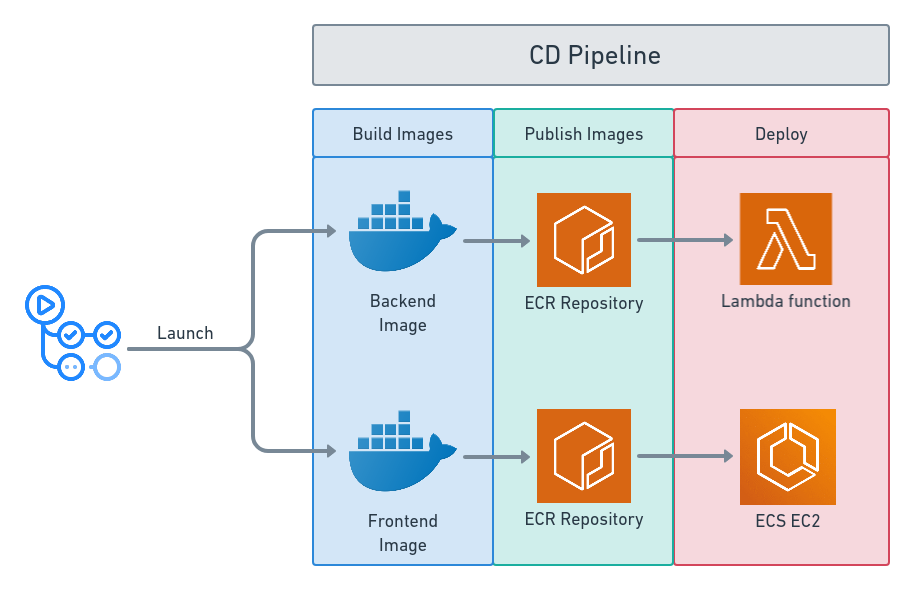 CD Pipeline
Build Images
Publish Images
Deploy
Launch
Backend
Image
ECR Repository
Lambda function
Frontend
Image
ECR Repository
ECS EC2